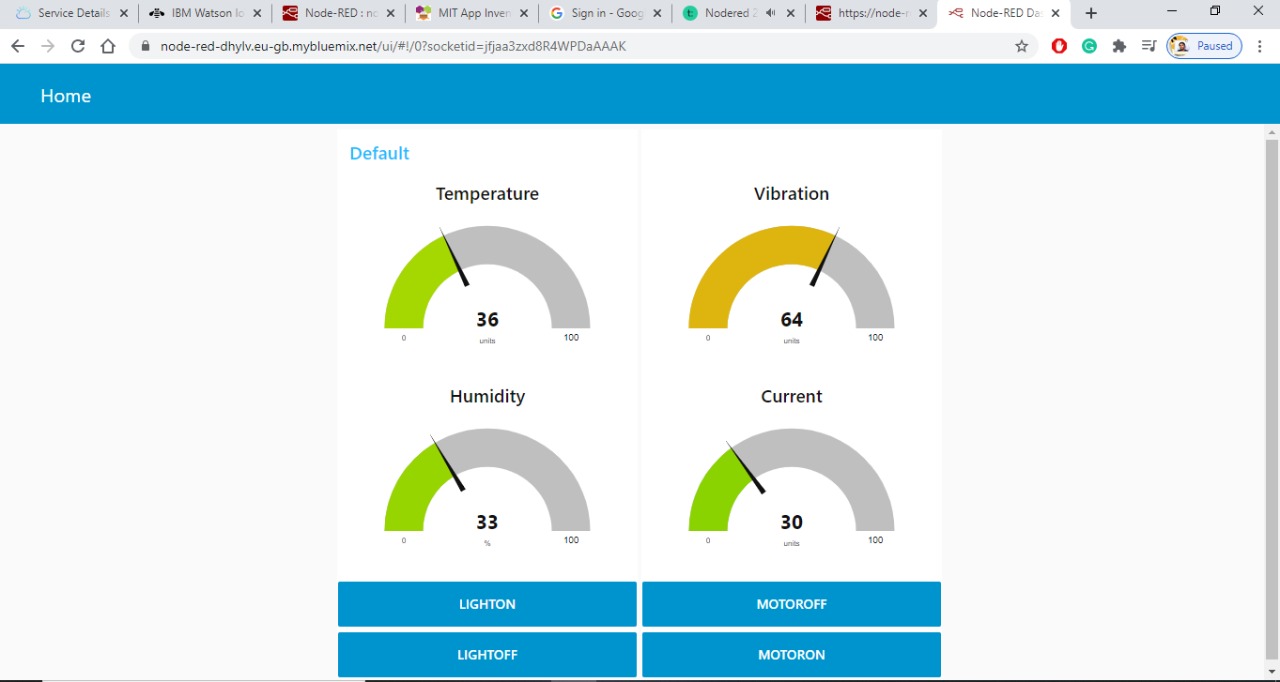 Service Details
IBM Watson Io
Node-RED : no
MIT App Inven
Sign in - Goog
Nodered 2
https://node-r
Node-RED Da
node-red-dhylv.eu-gb.mybluemix.net/ui/#!/0?socketid=jfjaa3zxd8R4WPDaAAAK
Paused
Home
Default
Temperature
36
units
0
100
Vibration
64
units
0
100
Humidity
33
%
0
100
Current
30
units
0
100
LIGHTON
MOTOROFF
LIGHTOFF
MOTORON